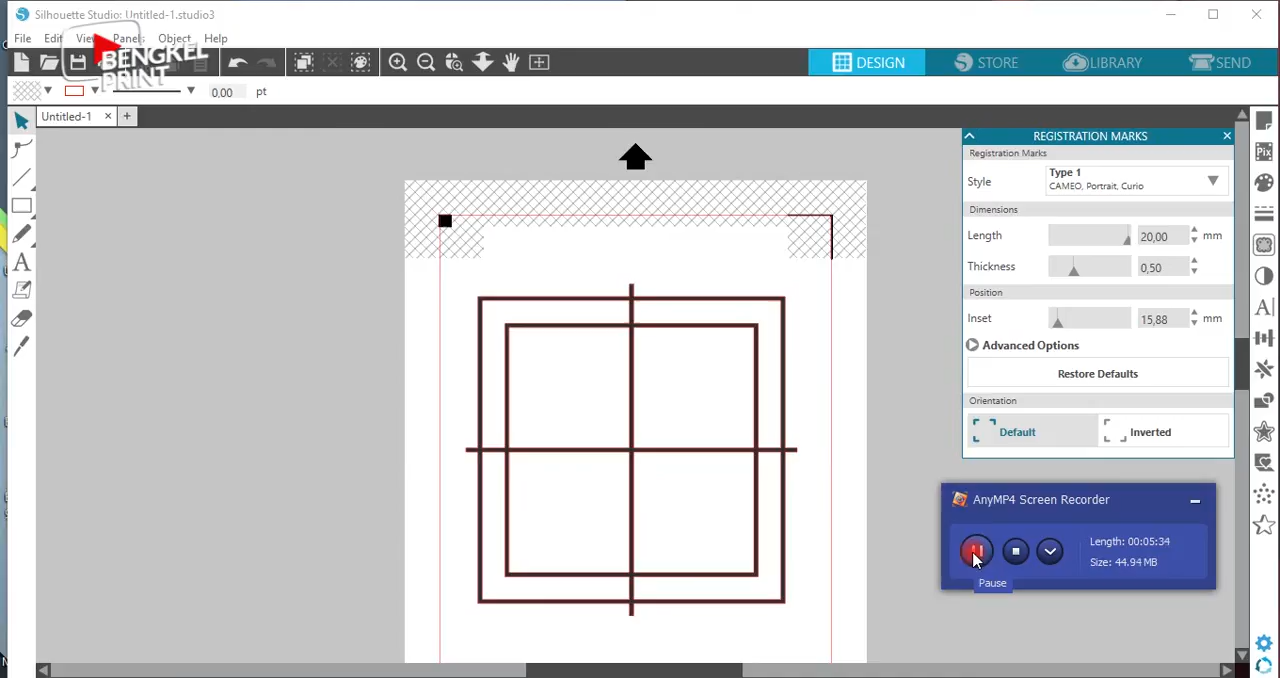 Silhouette Studio: Untitled-1.studio3
File Edit View Panels Object Help
BENGKEL
PRINT
DESIGN STORE LIBRARY SEND
0,00 pt
Untitled-1
REGISTRATION MARKS
Registration Marks
Style Type 1
CAMEO, Portrait, Curio
Dimensions
Length 20,00 mm
Thickness 0,50
Position
Inset 15,88 mm
Advanced Options
Restore Defaults
Orientation
Default Inverted
AnyMP4 Screen Recorder
Length: 00:05:34
Size: 44.94 MB
Pause
Pix